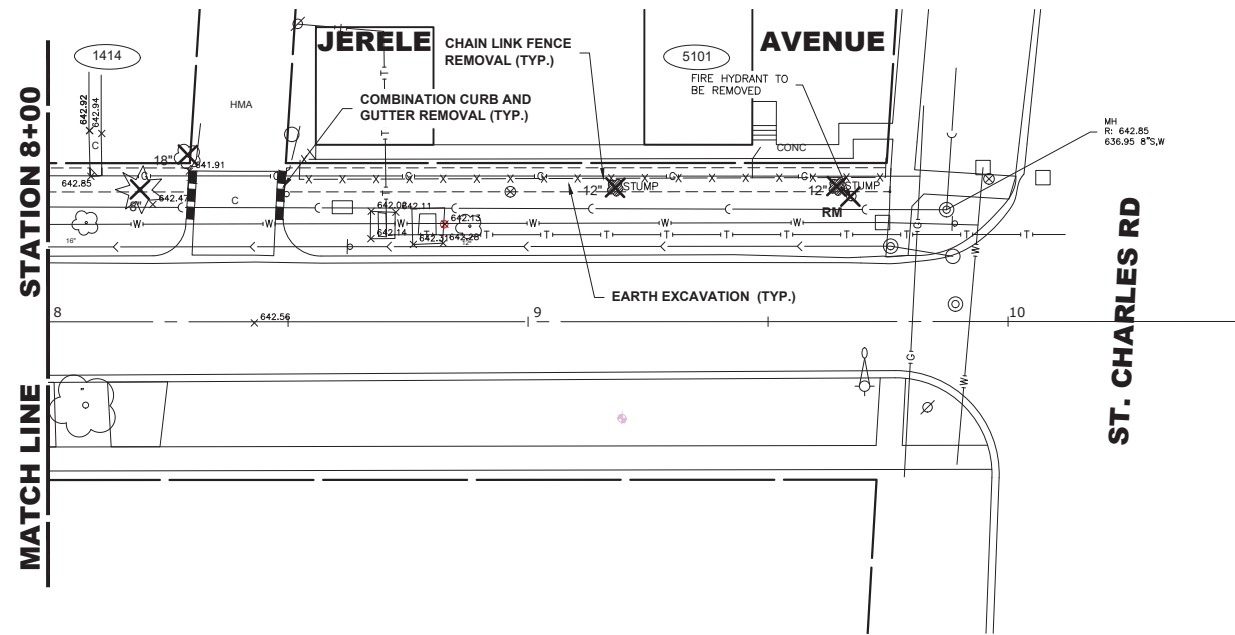 JERELE AVENUE
CHAIN LINK FENCE
REMOVAL (TYP.)
1414
5101
FIRE HYDRANT TO
BE REMOVED
COMBINATION CURB AND
GUTTER REMOVAL (TYP.)
HMA
642.92
642.94
C
MH
R: 642.85
636.95 8"S,W
STATION 8+00
18"
641.91
CONC
642.85
G
G
G
G
G
12"
STUMP
12"
STUMP
642.47
C
RM
642.08
642.11
W
W
W
W
W
642.13
642.14
642.31
642.28
16"
12"
T
T
T
T
T
T
T
T
T
ST. CHARLES RD
EARTH EXCAVATION (TYP.)
8
642.56
9
10
G
G
W
W
MATCH LINE